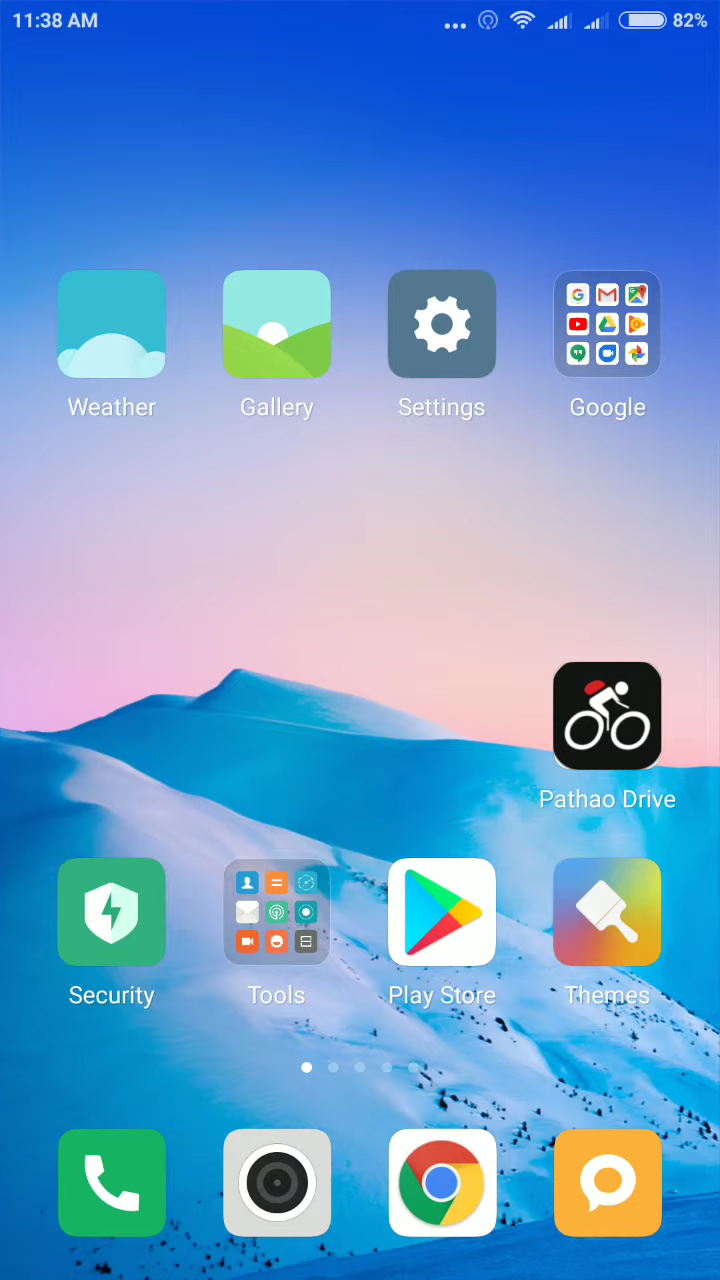 11:38 AM
82%
Weather
Gallery
Settings
Google
Pathao Drive
Security
Tools
Play Store
Themes